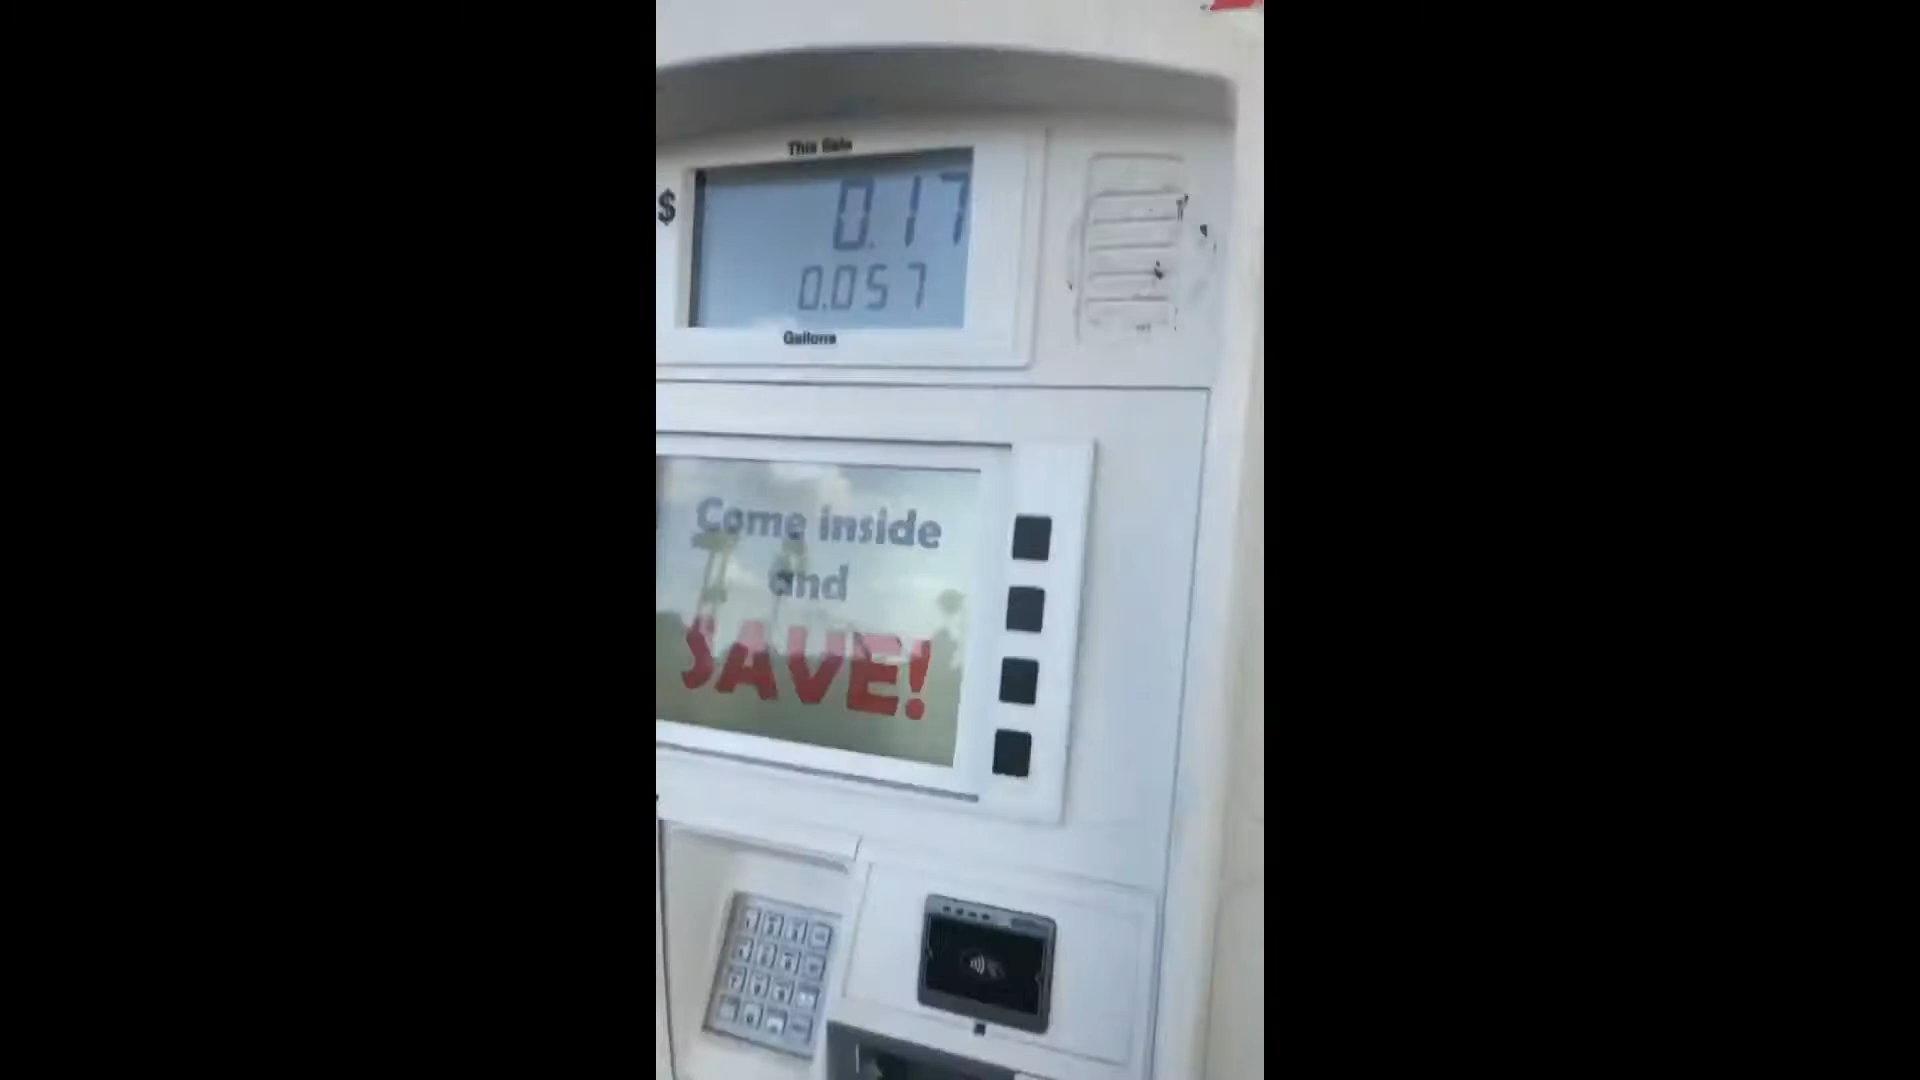 This Sale
$ 0.17
0.057
Gallons
Come inside
and
SAVE!